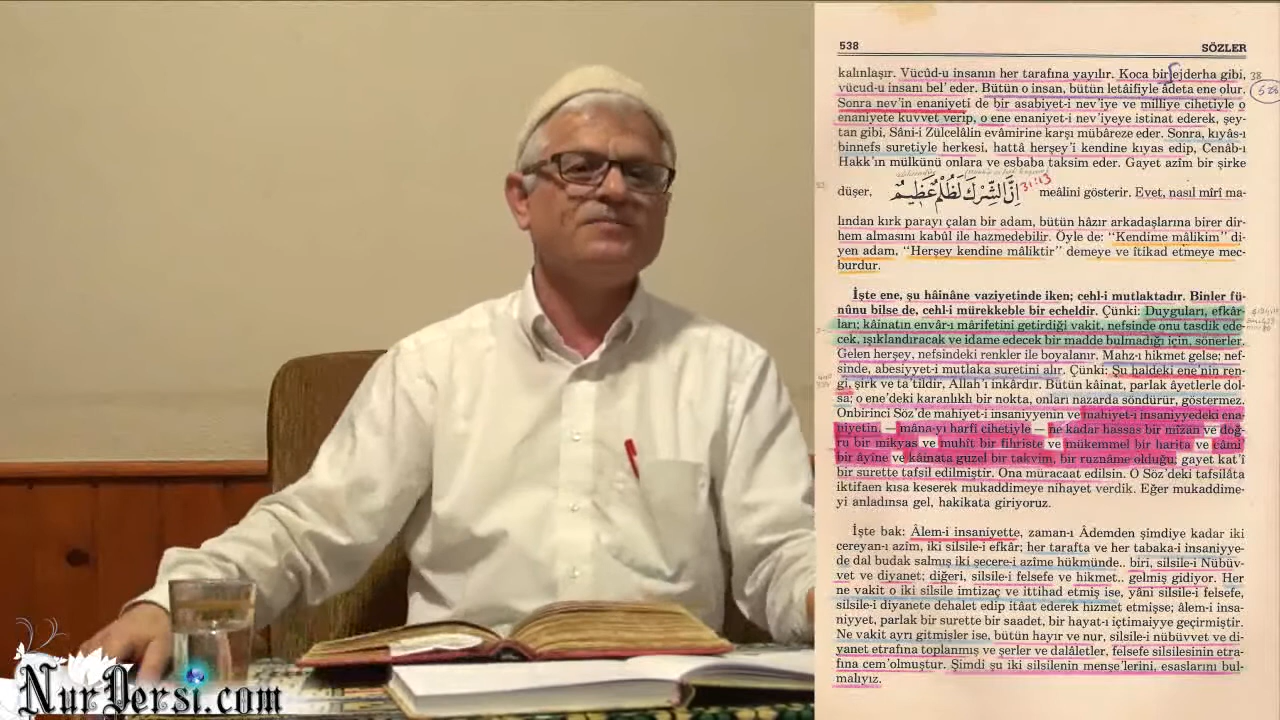 538 SÖZLER
kalınlaşır. Vücûd-u insanın her tarafına yayılır. Koca bir ejderha gibi,
vücud-u insanı bel' eder. Bütün o insan, bütün letâifiyle âdeta ene olur.
Sonra nev'in enaniyeti de bir asabiyet-i nev'iye ve milliye cihetiyle o
enaniyete kuvvet verip, o ene enaniyet-i nev'iyeye istinat ederek, şey-
tan gibi, Sâni-i Zülcelâlin evâmirine karşı mübâreze eder. Sonra, kıyâs-ı
binnefs suretiyle herkesi, hattâ herşey'i kendine kıyas edip, Cenâb-ı
Hakk'ın mülkünü onlara ve esbaba taksim eder. Gayet azîm bir şirke
düşer, اِنَّ الشِّرْكَ لَظُلْمٌ عَظِيمٌ 31:13 meâlini gösterir. Evet, nasıl mîrî ma-
lından kırk parayı çalan bir adam, bütün hâzır arkadaşlarına birer dir-
hem almasını kabûl ile hazmedebilir. Öyle de: "Kendime mâlikim" di-
yen adam, "Herşey kendine mâliktir" demeye ve îtikad etmeye mec-
burdur.
İşte ene, şu hâinâne vaziyetinde iken; cehl-i mutlaktadır. Binler fü-
nûnu bilse de, cehl-i mürekkeble bir echeldir. Çünki: Duyguları, efkâr-
ları; kâinatın envâr-ı mârifetini getirdiği vakit, nefsinde onu tasdik ede-
cek, ışıklandıracak ve idame edecek bir madde bulmadığı için, sönerler.
Gelen herşey, nefsindeki renkler ile boyalanır. Mahz-ı hikmet gelse; nef-
sinde, abesiyyet-i mutlaka suretini alır. Çünki: Şu haldeki ene'nin ren-
gi, şirk ve ta'tîldir, Allah'ı inkârdır. Bütün kâinat, parlak âyetlerle dol-
sa; o ene'deki karanlıklı bir nokta, onları nazarda söndürür, göstermez.
Onbirinci Söz'de mahiyet-i insaniyyenin ve mahiyet-i insaniyyedeki ena-
niyetin, — mâna-yı harfî cihetiyle — ne kadar hassas bir mîzan ve doğ-
ru bir mikyas ve muhît bir fihriste ve mükemmel bir harita ve câmi'
bir âyîne ve kâinata güzel bir takvim, bir ruznâme olduğu; gayet kat'î
bir surette tafsil edilmiştir. Ona müracaat edilsin. O Söz'deki tafsilâta
iktifaen kısa keserek mukaddimeye nihayet verdik. Eğer mukaddime-
yi anladınsa gel, hakikata giriyoruz.
İşte bak: Âlem-i insaniyette, zaman-ı Âdemden şimdiye kadar iki
cereyan-ı azîm, iki silsile-i efkâr; her tarafta ve her tabaka-i insaniyye-
de dal budak salmış iki şecere-i azîme hükmünde.. biri, silsile-i Nübüv-
vet ve diyanet; diğeri, silsile-i felsefe ve hikmet.. gelmiş gidiyor. Her
ne vakit o iki silsile imtizaç ve ittihad etmiş ise, yâni silsile-i felsefe,
silsile-i diyanete dehalet edip itâat ederek hizmet etmişse; âlem-i insa-
niyyet, parlak bir surette bir saadet, bir hayat-ı içtimaiyye geçirmiştir.
Ne vakit ayrı gitmişler ise, bütün hayır ve nur, silsile-i nübüvvet ve di-
yanet etrafına toplanmış ve şerler ve dalâletler, felsefe silsilesinin etra-
fına cem'olmuştur. Şimdi şu iki silsilenin menşe'lerini, esaslarını bul-
malıyız.
NurDersi.com